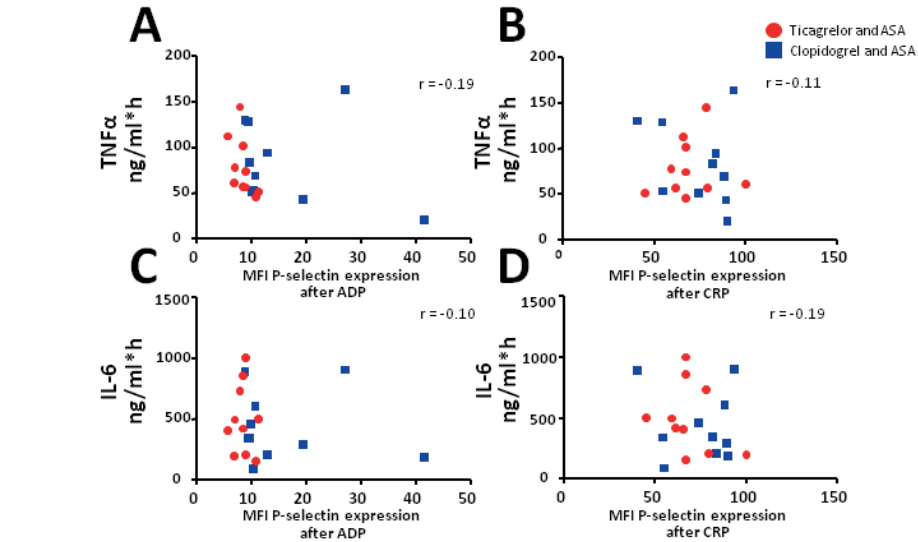 A
B
Ticagrelor and ASA
Clopidogrel and ASA
TNFα
ng/ml*h
200
150
100
50
0
r = -0.19
0 10 20 30 40 50
MFI P-selectin expression
after ADP
TNFα
ng/ml*h
200
150
100
50
0
r = -0.11
0 50 100 150
MFI P-selectin expression
after CRP
C
D
IL-6
ng/ml*h
1500
1000
500
0
r = -0.10
0 10 20 30 40 50
MFI P-selectin expression
after ADP
IL-6
ng/ml*h
1500
1000
500
0
r = -0.19
0 50 100 150
MFI P-selectin expression
after CRP